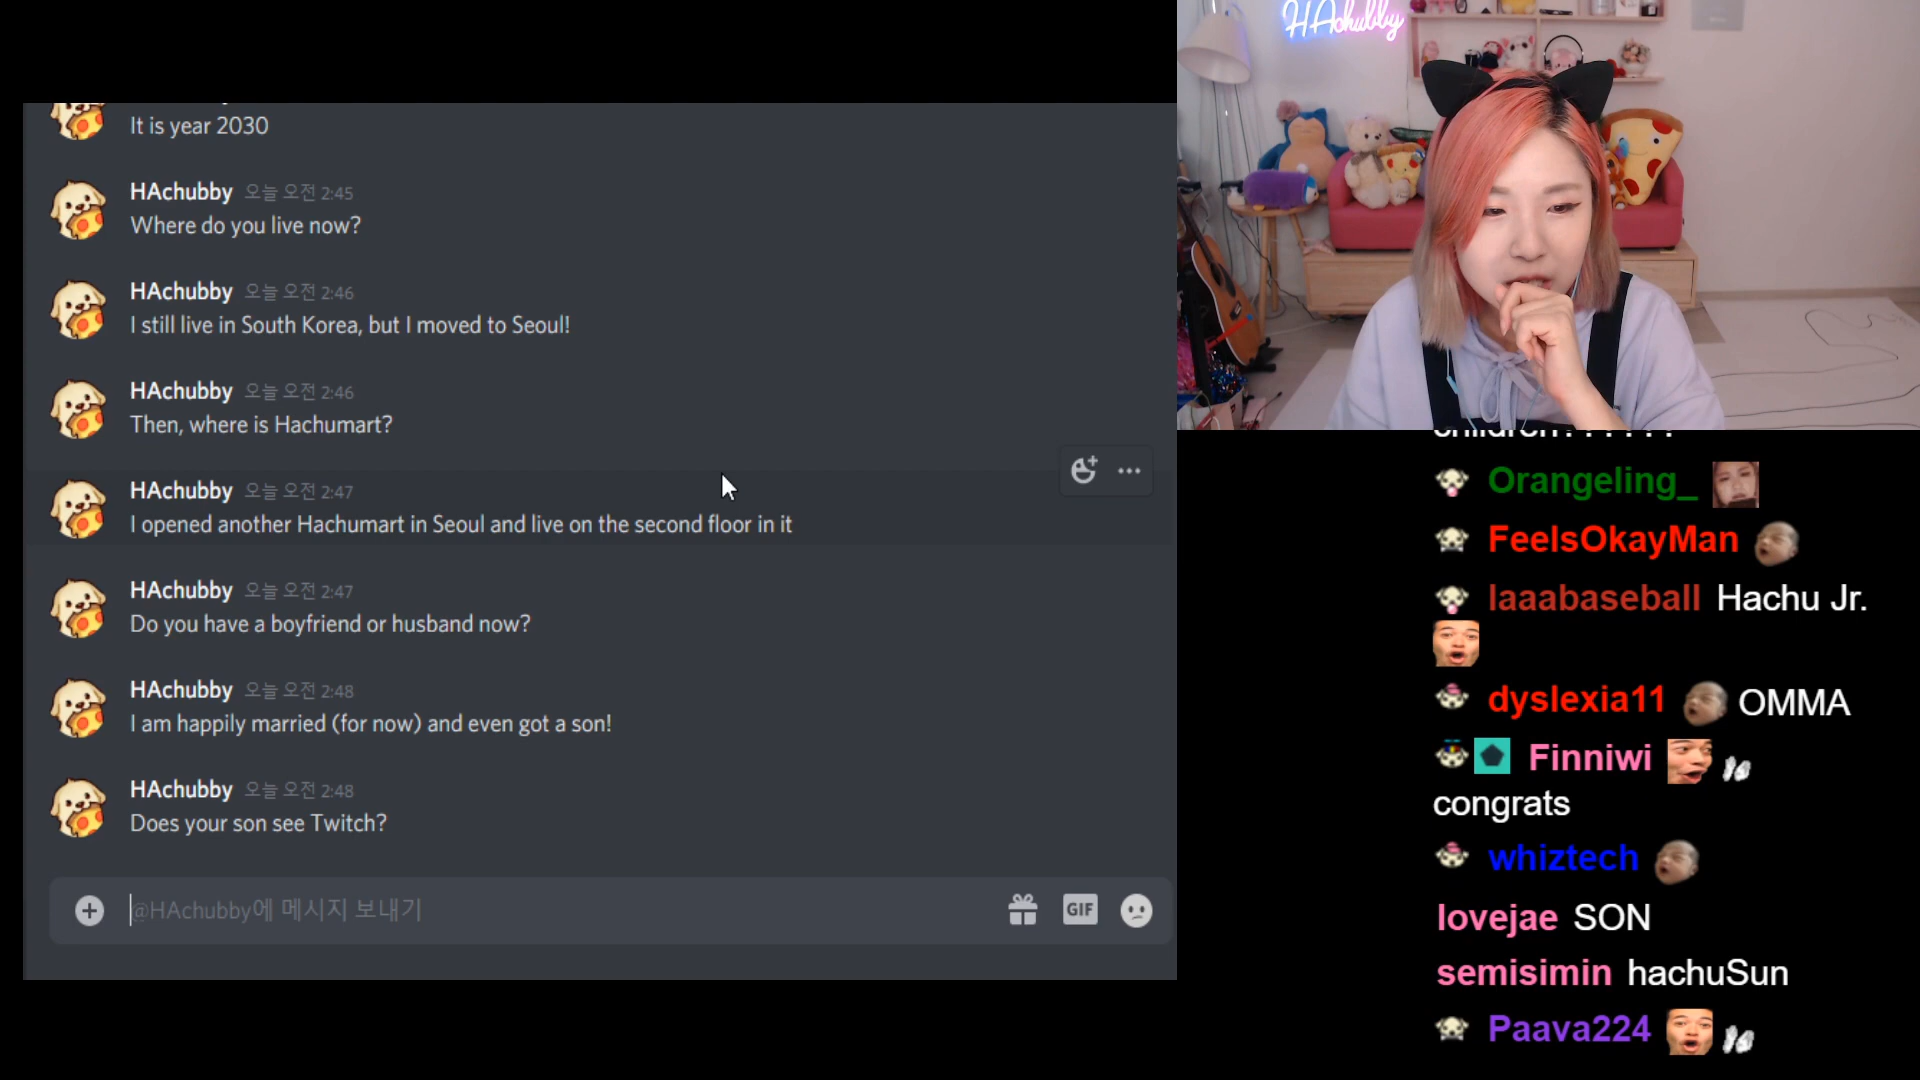 HAchubby
It is year 2030
HAchubby 오늘 오전 2:45
Where do you live now?
HAchubby 오늘 오전 2:46
I still live in South Korea, but I moved to Seoul!
HAchubby 오늘 오전 2:46
Then, where is Hachumart?
HAchubby 오늘 오전 2:47
I opened another Hachumart in Seoul and live on the second floor in it
HAchubby 오늘 오전 2:47
Do you have a boyfriend or husband now?
HAchubby 오늘 오전 2:48
I am happily married (for now) and even got a son!
HAchubby 오늘 오전 2:48
Does your son see Twitch?
@HAchubby에 메시지 보내기
GIF
Orangeling_
FeelsOkayMan
laaabaseball Hachu Jr.
dyslexia11 OMMA
Finniwi
congrats
whiztech
lovejae SON
semisimin hachuSun
Paava224